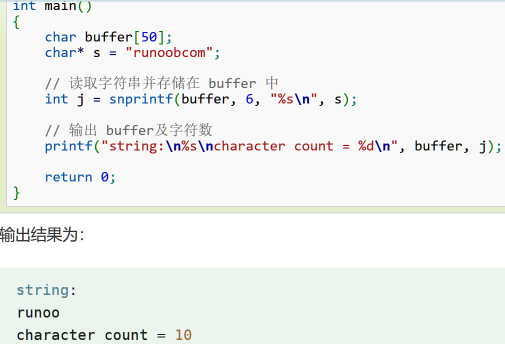 int main()
{
    char buffer[50];
    char* s = "runoobcom";
    // 读取字符串并存储在 buffer 中
    int j = snprintf(buffer, 6, "%s\n", s);
    // 输出 buffer及字符数
    printf("string:\n%s\ncharacter count = %d\n", buffer, j);
    return 0;
}
输出结果为：
string:
runoo
character count = 10